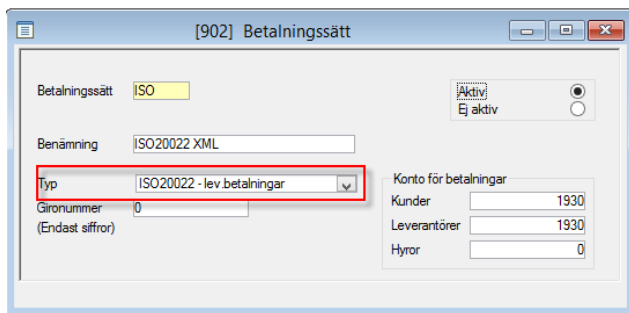 [902] Betalningssätt
Betalningssätt ISO
Aktiv
Ej aktiv
Benämning ISO20022 XML
Typ ISO20022 - lev.betalningar
Gironummer 0
(Endast siffror)
Konto för betalningar
Kunder 1930
Leverantörer 1930
Hyror 0